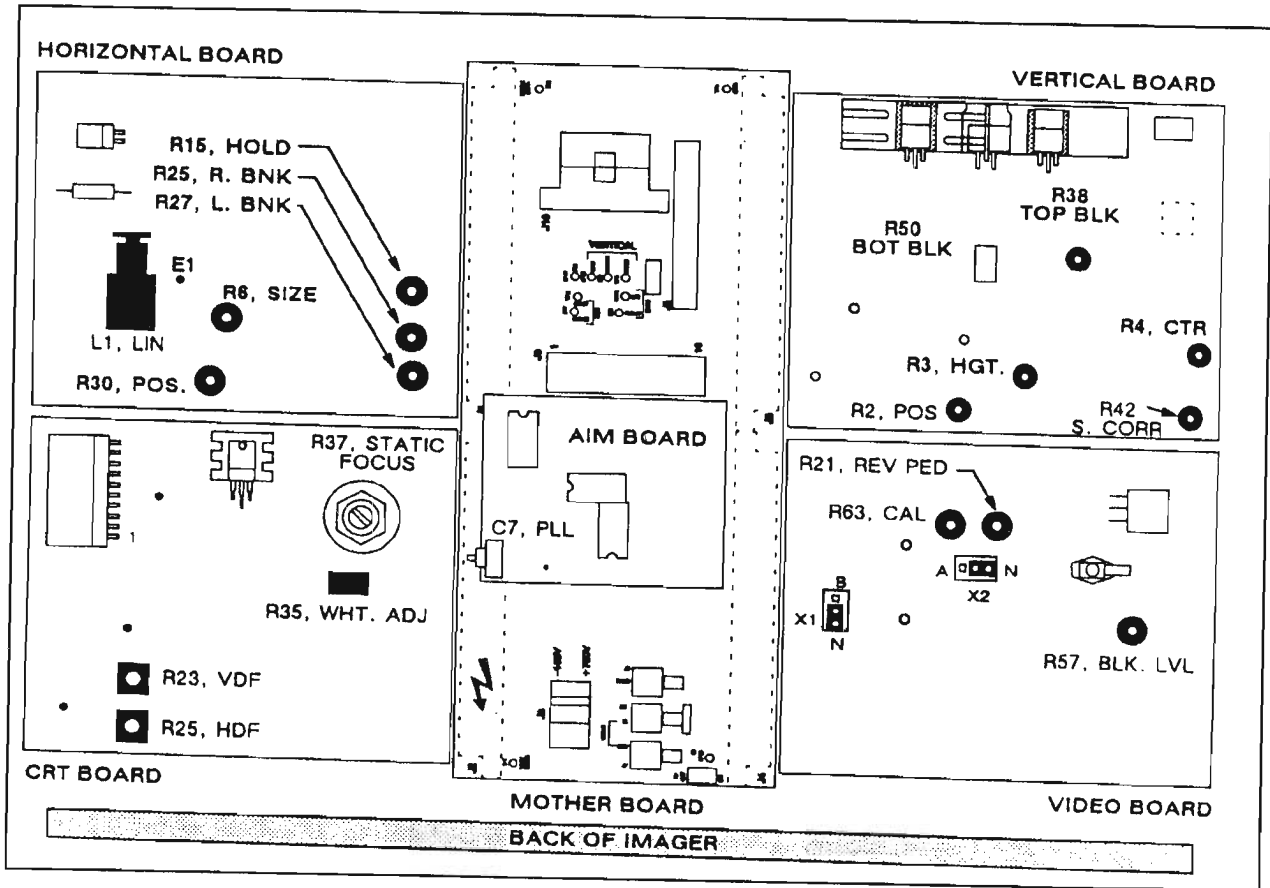 HORIZONTAL BOARD
R15, HOLD
R25, R. BNK
R27, L. BNK
E1
R6, SIZE
L1, LIN
R30, POS.
VERTICAL BOARD
R38
TOP BLK
R50
BOT BLK
R4, CTR
R3, HGT.
R2, POS
R42
S. CORR
VERTICAL
AIM BOARD
C7, PLL
R37, STATIC
FOCUS
1
R35, WHT. ADJ
R23, VDF
R25, HDF
CRT BOARD
R21, REV PED
R63, CAL
A
N
X2
B
X1
N
R57, BLK. LVL
VIDEO BOARD
MOTHER BOARD
BACK OF IMAGER